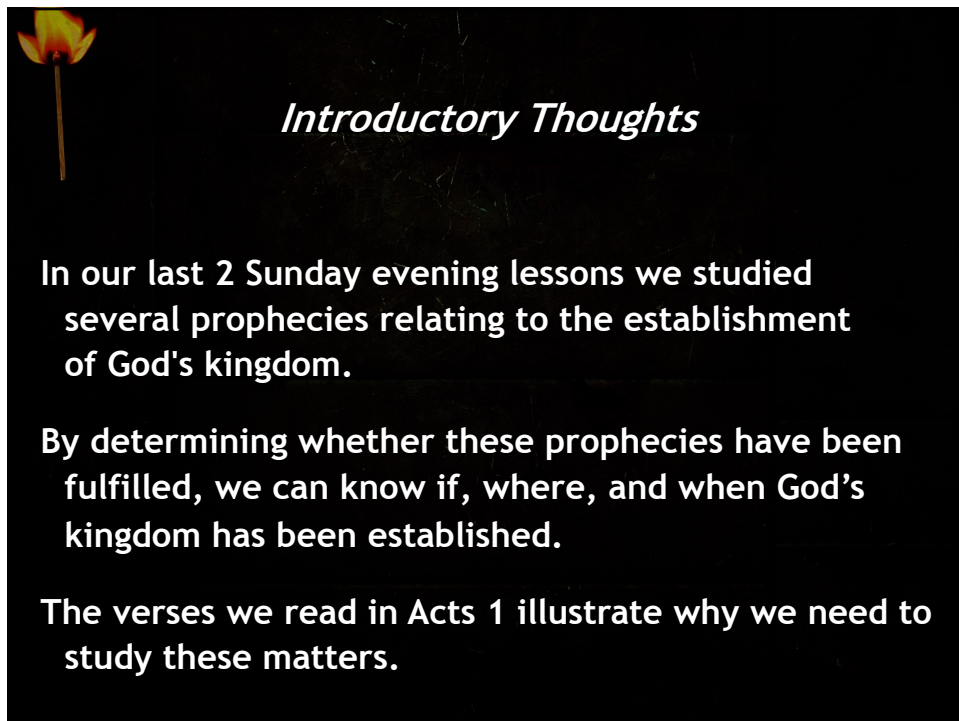 Introductory Thoughts
In our last 2 Sunday evening lessons we studied
several prophecies relating to the establishment
of God's kingdom.
By determining whether these prophecies have been
fulfilled, we can know if, where, and when God’s
kingdom has been established.
The verses we read in Acts 1 illustrate why we need to
study these matters.